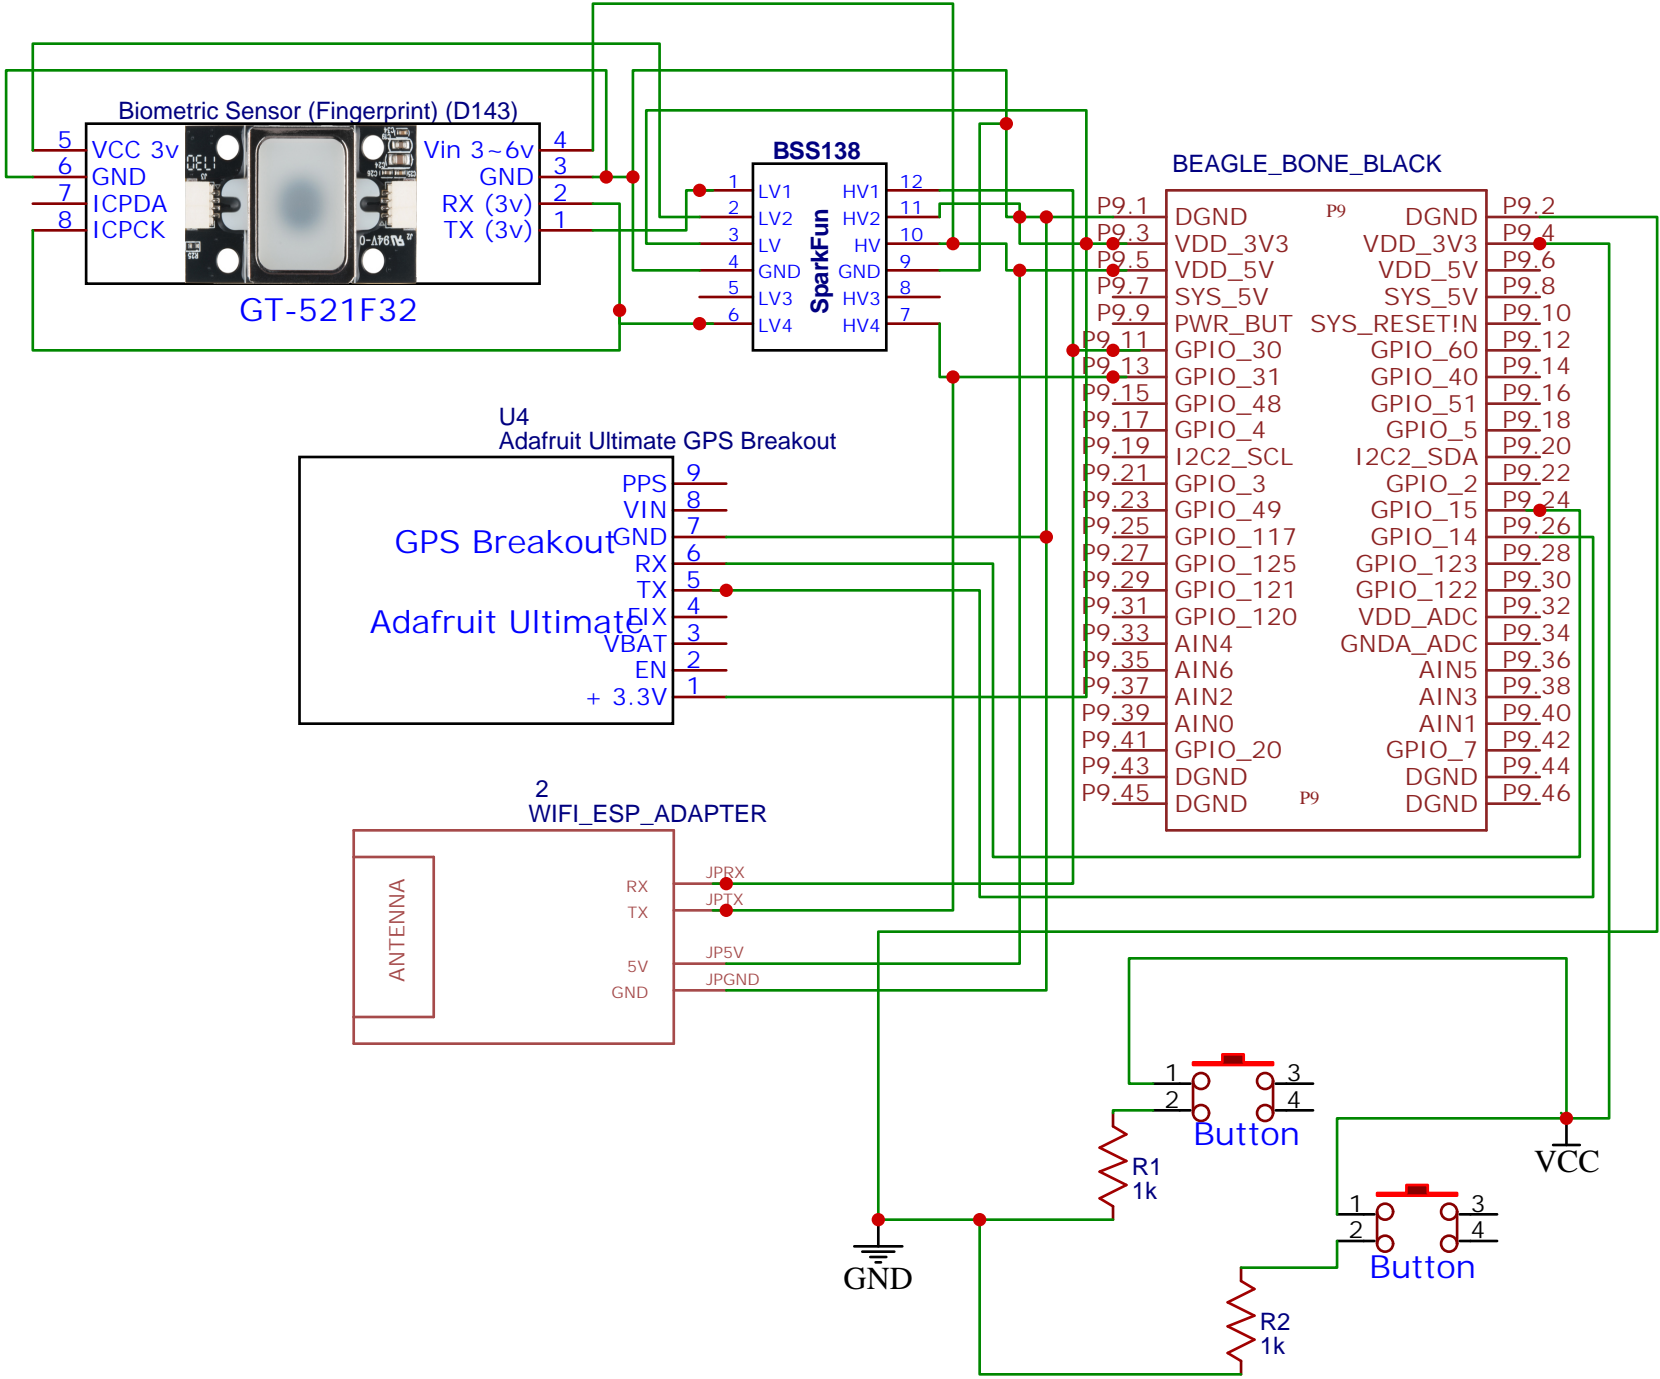 Biometric Sensor (Fingerprint) (D143)
5 VCC 3v
6 GND
7 ICPDA
8 ICPCK
Vin 3~6v 4
GND 3
RX (3v) 2
TX (3v) 1
GT-521F32
BSS138
SparkFun
1 LV1
2 LV2
3 LV
4 GND
5 LV3
6 LV4
HV1 12
HV2 11
HV 10
GND 9
HV3 8
HV4 7
BEAGLE_BONE_BLACK
P9
P9.1 DGND DGND P9.2
P9.3 VDD_3V3 VDD_3V3 P9.4
P9.5 VDD_5V VDD_5V P9.6
P9.7 SYS_5V SYS_5V P9.8
P9.9 PWR_BUT SYS_RESET!N P9.10
P9.11 GPIO_30 GPIO_60 P9.12
P9.13 GPIO_31 GPIO_40 P9.14
P9.15 GPIO_48 GPIO_51 P9.16
P9.17 GPIO_4 GPIO_5 P9.18
P9.19 I2C2_SCL I2C2_SDA P9.20
P9.21 GPIO_3 GPIO_2 P9.22
P9.23 GPIO_49 GPIO_15 P9.24
P9.25 GPIO_117 GPIO_14 P9.26
P9.27 GPIO_125 GPIO_123 P9.28
P9.29 GPIO_121 GPIO_122 P9.30
P9.31 GPIO_120 VDD_ADC P9.32
P9.33 AIN4 GNDA_ADC P9.34
P9.35 AIN6 AIN5 P9.36
P9.37 AIN2 AIN3 P9.38
P9.39 AIN0 AIN1 P9.40
P9.41 GPIO_20 GPIO_7 P9.42
P9.43 DGND DGND P9.44
P9.45 DGND DGND P9.46
P9
U4
Adafruit Ultimate GPS Breakout
GPS Breakout
Adafruit Ultimate
PPS 9
VIN 8
GND 7
RX 6
TX 5
FIX 4
VBAT 3
EN 2
+ 3.3V 1
2
WIFI_ESP_ADAPTER
ANTENNA
RX JPRX
TX JPTX
5V JP5V
GND JPGND
1 3
2 4
Button
R1
1k
VCC
1 3
2 4
Button
GND
R2
1k